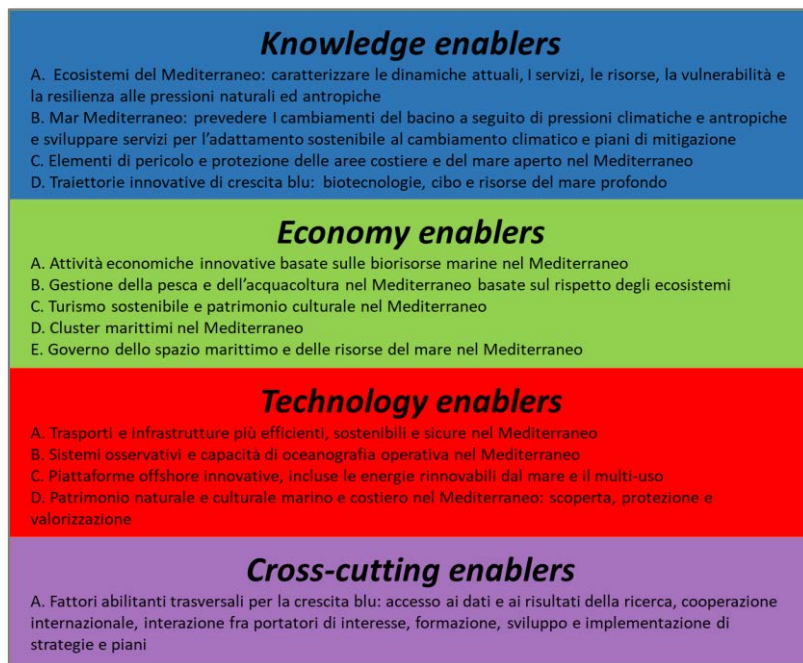 Knowledge enablers
A. Ecosistemi del Mediterraneo: caratterizzare le dinamiche attuali, I servizi, le risorse, la vulnerabilità e
la resilienza alle pressioni naturali ed antropiche
B. Mar Mediterraneo: prevedere I cambiamenti del bacino a seguito di pressioni climatiche e antropiche
e sviluppare servizi per l'adattamento sostenibile al cambiamento climatico e piani di mitigazione
C. Elementi di pericolo e protezione delle aree costiere e del mare aperto nel Mediterraneo
D. Traiettorie innovative di crescita blu: biotecnologie, cibo e risorse del mare profondo
Economy enablers
A. Attività economiche innovative basate sulle biorisorse marine nel Mediterraneo
B. Gestione della pesca e dell'acquacoltura nel Mediterraneo basate sul rispetto degli ecosistemi
C. Turismo sostenibile e patrimonio culturale nel Mediterraneo
D. Cluster marittimi nel Mediterraneo
E. Governo dello spazio marittimo e delle risorse del mare nel Mediterraneo
Technology enablers
A. Trasporti e infrastrutture più efficienti, sostenibili e sicure nel Mediterraneo
B. Sistemi osservativi e capacità di oceanografia operativa nel Mediterraneo
C. Piattaforme offshore innovative, incluse le energie rinnovabili dal mare e il multi-uso
D. Patrimonio naturale e culturale marino e costiero nel Mediterraneo: scoperta, protezione e
valorizzazione
Cross-cutting enablers
A. Fattori abilitanti trasversali per la crescita blu: accesso ai dati e ai risultati della ricerca, cooperazione
internazionale, interazione fra portatori di interesse, formazione, sviluppo e implementazione di
strategie e piani